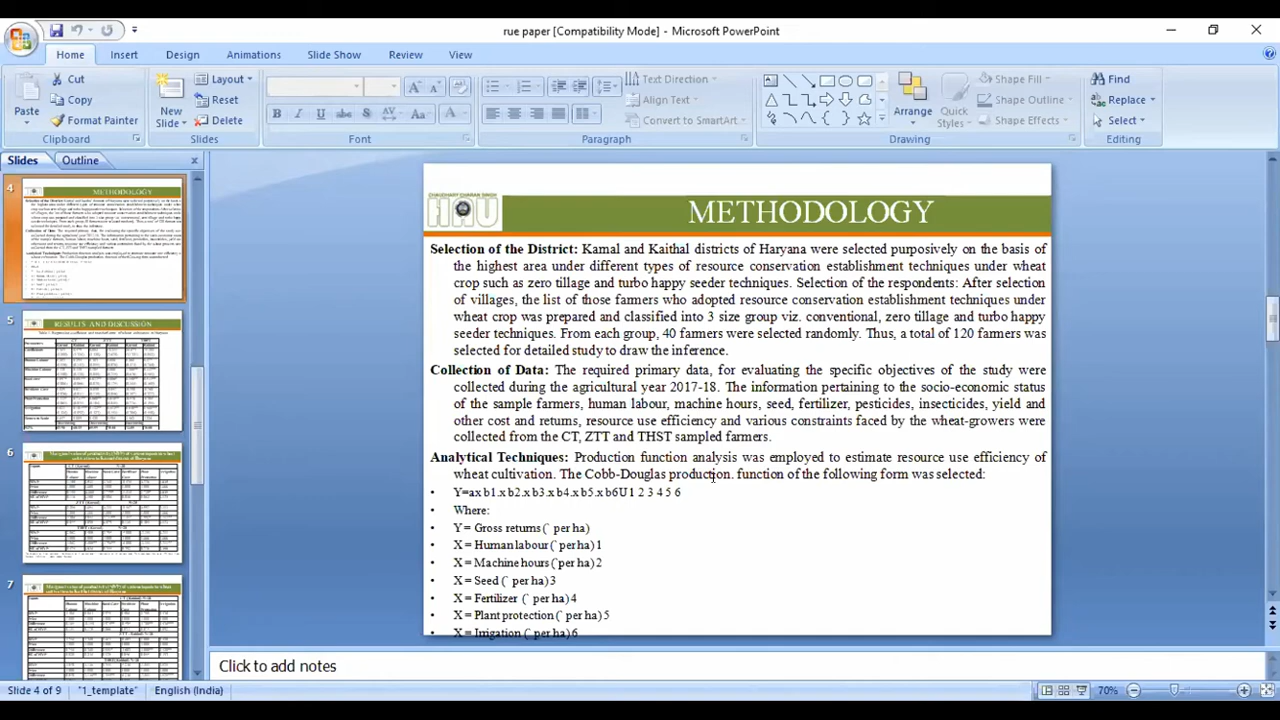 rue paper [Compatibility Mode] - Microsoft PowerPoint
Home Insert Design Animations Slide Show Review View
Paste
Cut
Copy
Format Painter
Clipboard
New Slide
Layout
Reset
Delete
Slides
Font
Text Direction
Align Text
Convert to SmartArt
Paragraph
Arrange
Quick Styles
Shape Fill
Shape Outline
Shape Effects
Drawing
Find
Replace
Select
Editing
Slides Outline
4
METHODOLOGY
5
RESULTS AND DISCUSSION
6
7
CHAUDHARY CHARAN SINGH
METHODOLOGY
Selection of the District: Karnal and Kaithal districts of Haryana were selected purposively on the basis of
the highest area under different types of resource conservation establishment techniques under wheat
crop such as zero tillage and turbo happy seeder techniques. Selection of the respondents: After selection
of villages, the list of those farmers who adopted resource conservation establishment techniques under
wheat crop was prepared and classified into 3 size group viz. conventional, zero tillage and turbo happy
seeder techniques. From each group, 40 farmers were selected randomly. Thus, a total of 120 farmers was
selected for detailed study to draw the inference.
Collection of Data: The required primary data, for evaluating the specific objectives of the study were
collected during the agricultural year 2017-18. The information pertaining to the socio-economic status
of the sample farmers, human labour, machine hours, seed, fertilizer, pesticides, insecticides, yield and
other cost and returns, resource use efficiency and various constraints faced by the wheat-growers were
collected from the CT, ZTT and THST sampled farmers.
Analytical Techniques: Production function analysis was employed to estimate resource use efficiency of
wheat cultivation. The Cobb-Douglas production function of the following form was selected:
• Y=ax b1.x b2.x b3.x b4.x b5.x b6U1 2 3 4 5 6
• Where:
• Y = Gross returns (` per ha)
• X = Human labour (` per ha) 1
• X = Machine hours (` per ha) 2
• X = Seed (` per ha) 3
• X = Fertilizer (` per ha) 4
• X = Plant protection (` per ha) 5
• X = Irrigation (` per ha) 6
Click to add notes
Slide 4 of 9 "1_template" English (India) 70%